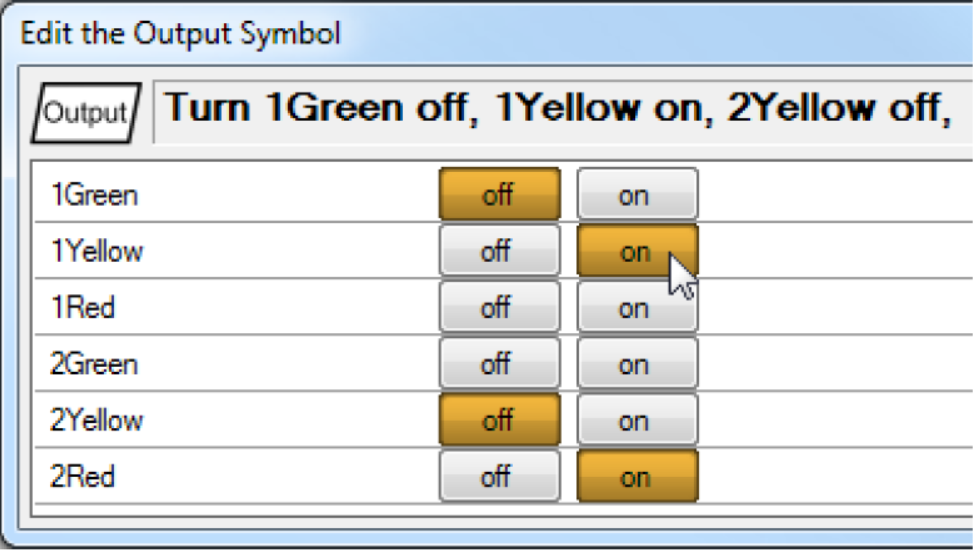 Edit the Output Symbol
Output Turn 1Green off, 1Yellow on, 2Yellow off,
1Green off on
1Yellow off on
1Red off on
2Green off on
2Yellow off on
2Red off on